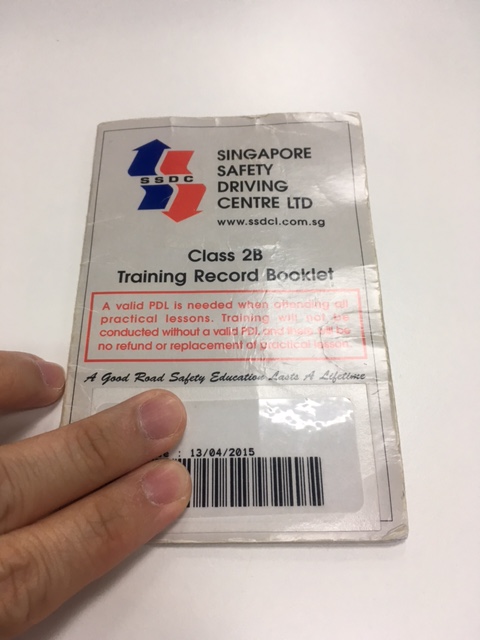 SSDC
SINGAPORE
SAFETY
DRIVING
CENTRE LTD
www.ssdcl.com.sg
Class 2B
Training Record Booklet
A valid PDL is needed when attending all
practical lessons. Training will not be
conducted without a valid PDL and there will be
no refund or replacement of practical lesson.
A Good Road Safety Education Lasts A Lifetime
: 13/04/2015